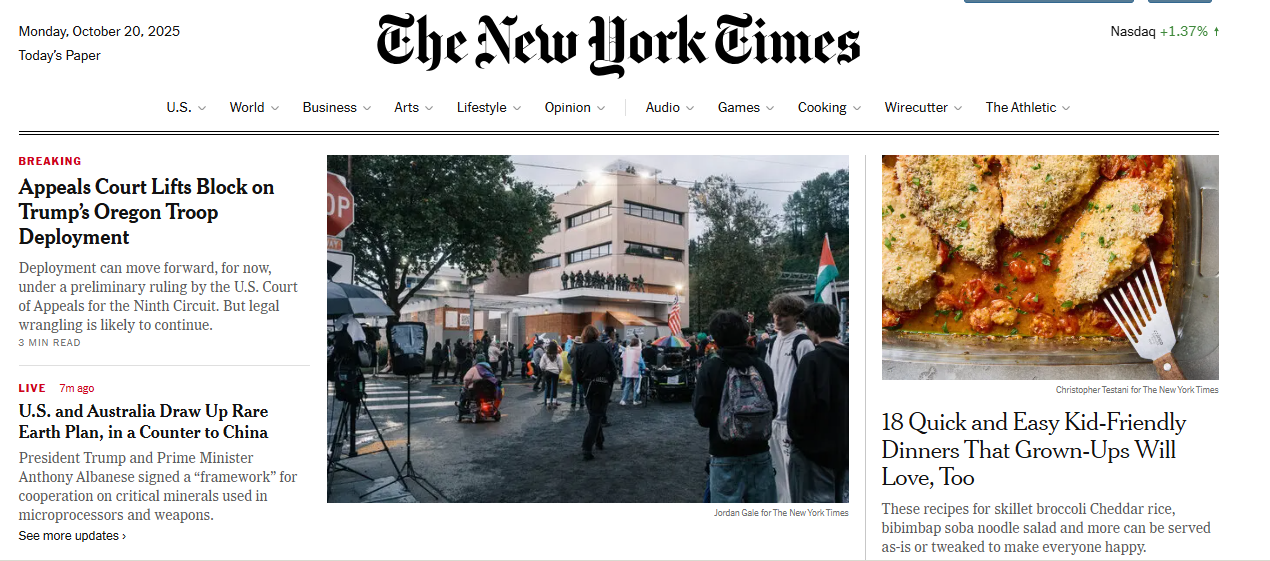 Monday, October 20, 2025
Today's Paper
The New York Times
Nasdaq +1.37% ↑
U.S.
World
Business
Arts
Lifestyle
Opinion
Audio
Games
Cooking
Wirecutter
The Athletic
BREAKING
Appeals Court Lifts Block on
Trump's Oregon Troop
Deployment
Deployment can move forward, for now,
under a preliminary ruling by the U.S. Court
of Appeals for the Ninth Circuit. But legal
wrangling is likely to continue.
3 MIN READ
LIVE 7m ago
U.S. and Australia Draw Up Rare
Earth Plan, in a Counter to China
President Trump and Prime Minister
Anthony Albanese signed a “framework” for
cooperation on critical minerals used in
microprocessors and weapons.
See more updates ›
OP
Jordan Gale for The New York Times
Christopher Testani for The New York Times
18 Quick and Easy Kid-Friendly
Dinners That Grown-Ups Will
Love, Too
These recipes for skillet broccoli Cheddar rice,
bibimbap soba noodle salad and more can be served
as-is or tweaked to make everyone happy.